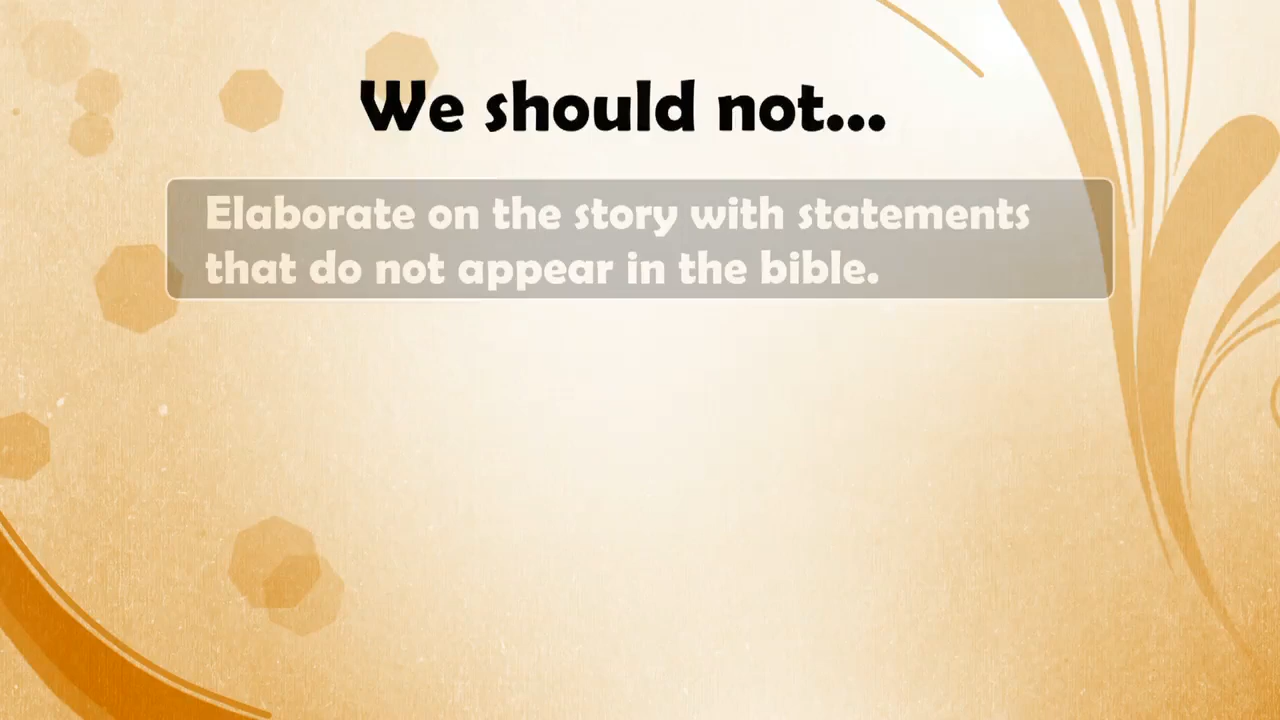 We should not...
Elaborate on the story with statements
that do not appear in the bible.